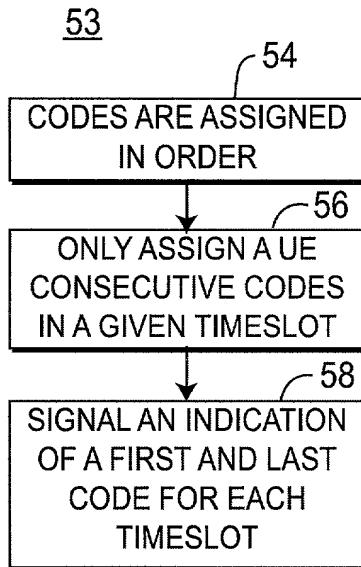 53
54
CODES ARE ASSIGNED
IN ORDER
56
ONLY ASSIGN A UE
CONSECUTIVE CODES
IN A GIVEN TIMESLOT
58
SIGNAL AN INDICATION
OF A FIRST AND LAST
CODE FOR EACH
TIMESLOT